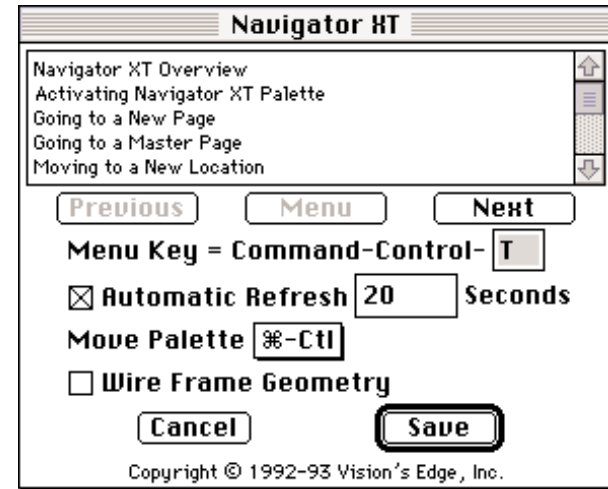 Navigator XT
Navigator XT Overview
Activating Navigator XT Palette
Going to a New Page
Going to a Master Page
Moving to a New Location
Previous Menu Next
Menu Key = Command-Control- T
Automatic Refresh 20 Seconds
Move Palette ⌘-Ctl
Wire Frame Geometry
Cancel Save
Copyright © 1992-93 Vision's Edge, Inc.